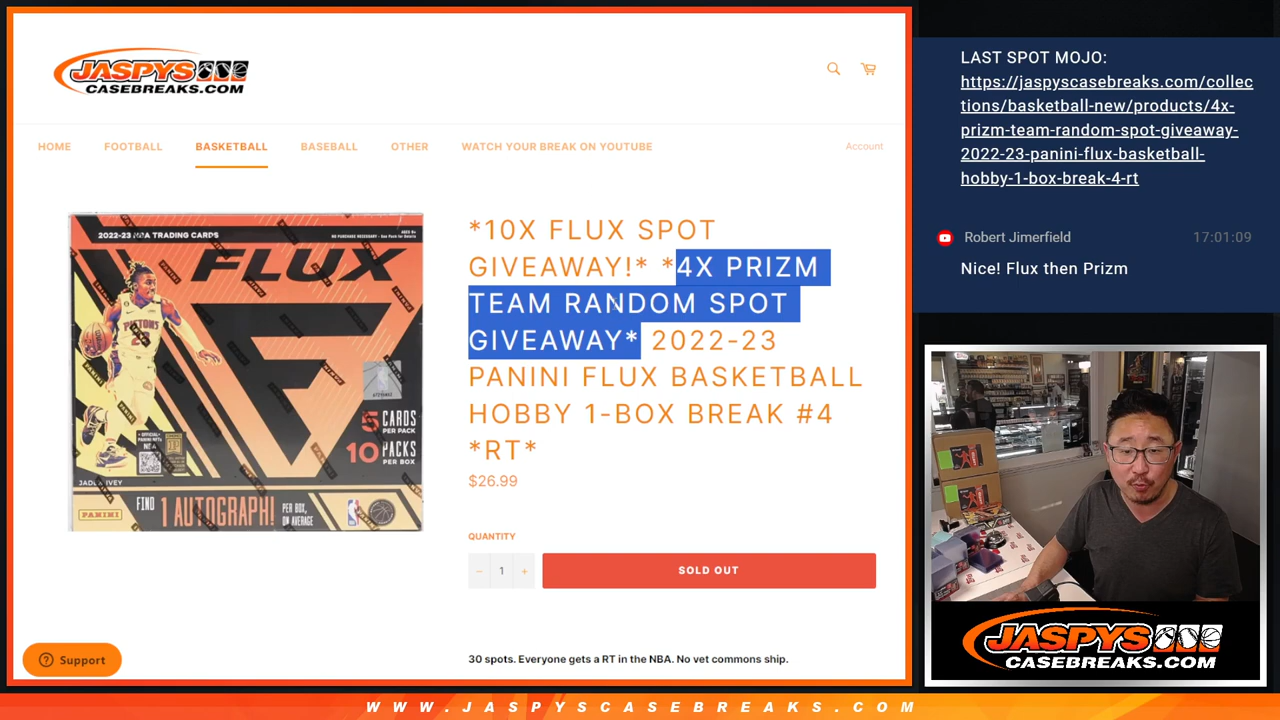 JASPYS
CASEBREAKS.COM
HOME FOOTBALL BASKETBALL BASEBALL OTHER WATCH YOUR BREAK ON YOUTUBE Account
2022-23 NBA TRADING CARDS
FLUX
5 CARDS
PER PACK
10 PACKS
PER BOX
JADEN IVEY
PANINI
FIND 1 AUTOGRAPH! PER BOX,
ON AVERAGE
*10X FLUX SPOT
GIVEAWAY!* *4X PRIZM
TEAM RANDOM SPOT
GIVEAWAY* 2022-23
PANINI FLUX BASKETBALL
HOBBY 1-BOX BREAK #4
*RT*
$26.99
QUANTITY
− 1 +
SOLD OUT
30 spots. Everyone gets a RT in the NBA. No vet commons ship.
Support
LAST SPOT MOJO:
https://jaspyscasebreaks.com/collec
tions/basketball-new/products/4x-
prizm-team-random-spot-giveaway-
2022-23-panini-flux-basketball-
hobby-1-box-break-4-rt
Robert Jimerfield 17:01:09
Nice! Flux then Prizm
JASPYS
CASEBREAKS.COM
WWW.JASPYSCASEBREAKS.COM